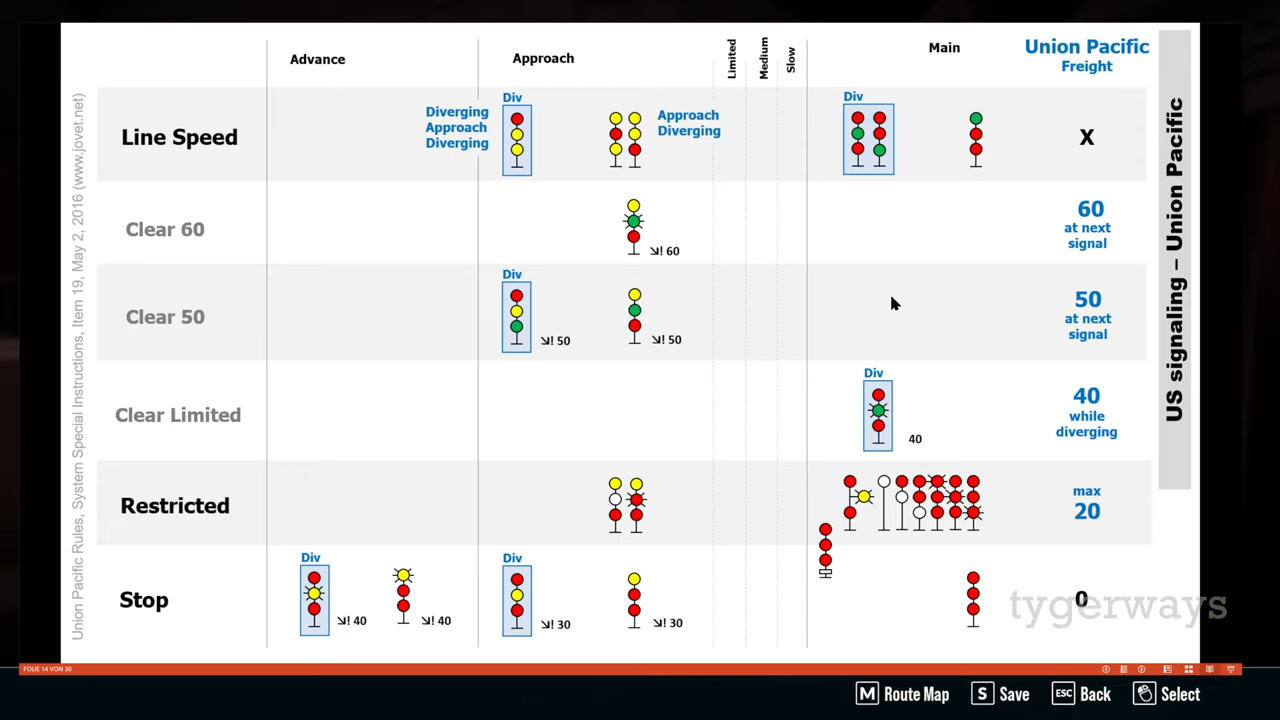 Advance
Approach
Limited
Medium
Slow
Main
Union Pacific
Freight
Line Speed
Diverging
Approach
Diverging
Div
Approach
Diverging
Div
X
Clear 60
↘! 60
60
at next
signal
Clear 50
Div
↘! 50
↘! 50
50
at next
signal
Clear Limited
Div
40
40
while
diverging
Restricted
max
20
Stop
Div
↘! 40
↘! 40
Div
↘! 30
↘! 30
0
tygerways
Union Pacific Rules, System Special Instructions, Item 19, May 2, 2016 (www.jovet.net)
US signaling – Union Pacific
FOLIE 14 VON 30
M Route Map
S Save
ESC Back
Select